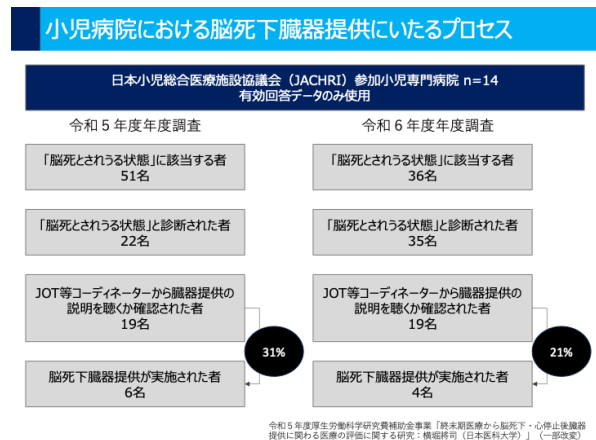 小児病院における脳死下臓器提供にいたるプロセス
日本小児総合医療施設協議会（JACHRI）参加小児専門病院 n=14
有効回答データのみ使用
令和５年度年度調査
「脳死とされうる状態」に該当する者
51名
「脳死とされうる状態」と診断された者
22名
JOT等コーディネーターから臓器提供の
説明を聴くか確認された者
19名
31%
脳死下臓器提供が実施された者
6名
令和６年度年度調査
「脳死とされうる状態」に該当する者
36名
「脳死とされうる状態」と診断された者
35名
JOT等コーディネーターから臓器提供の
説明を聴くか確認された者
19名
21%
脳死下臓器提供が実施された者
4名
令和５年度厚生労働科学研究費補助金事業「終末期医療から脳死下・心停止後臓器
提供に関わる医療の評価に関する研究：横堀將司（日本医科大学）」（一部改変）